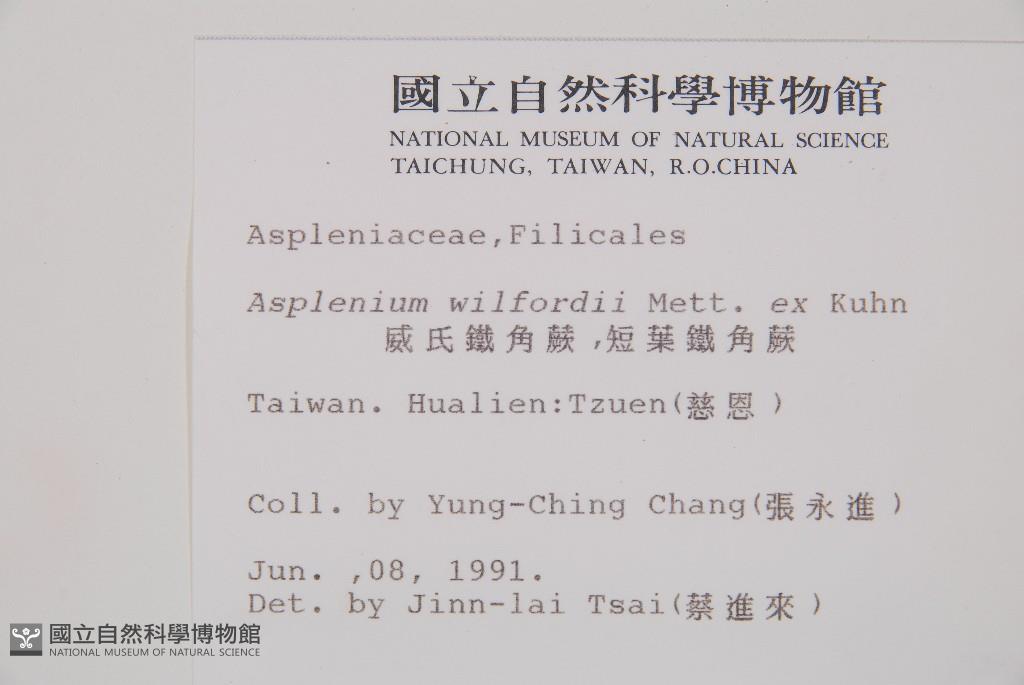 國立自然科學博物館
NATIONAL MUSEUM OF NATURAL SCIENCE
TAICHUNG, TAIWAN, R.O.CHINA
Aspleniaceae,Filicales
Asplenium wilfordii Mett. ex Kuhn
威氏鐵角蕨,短葉鐵角蕨
Taiwan. Hualien:Tzuen(慈恩)
Coll. by Yung-Ching Chang(張永進)
Jun. ,08, 1991.
Det. by Jinn-lai Tsai(蔡進來)
國立自然科學博物館
NATIONAL MUSEUM OF NATURAL SCIENCE